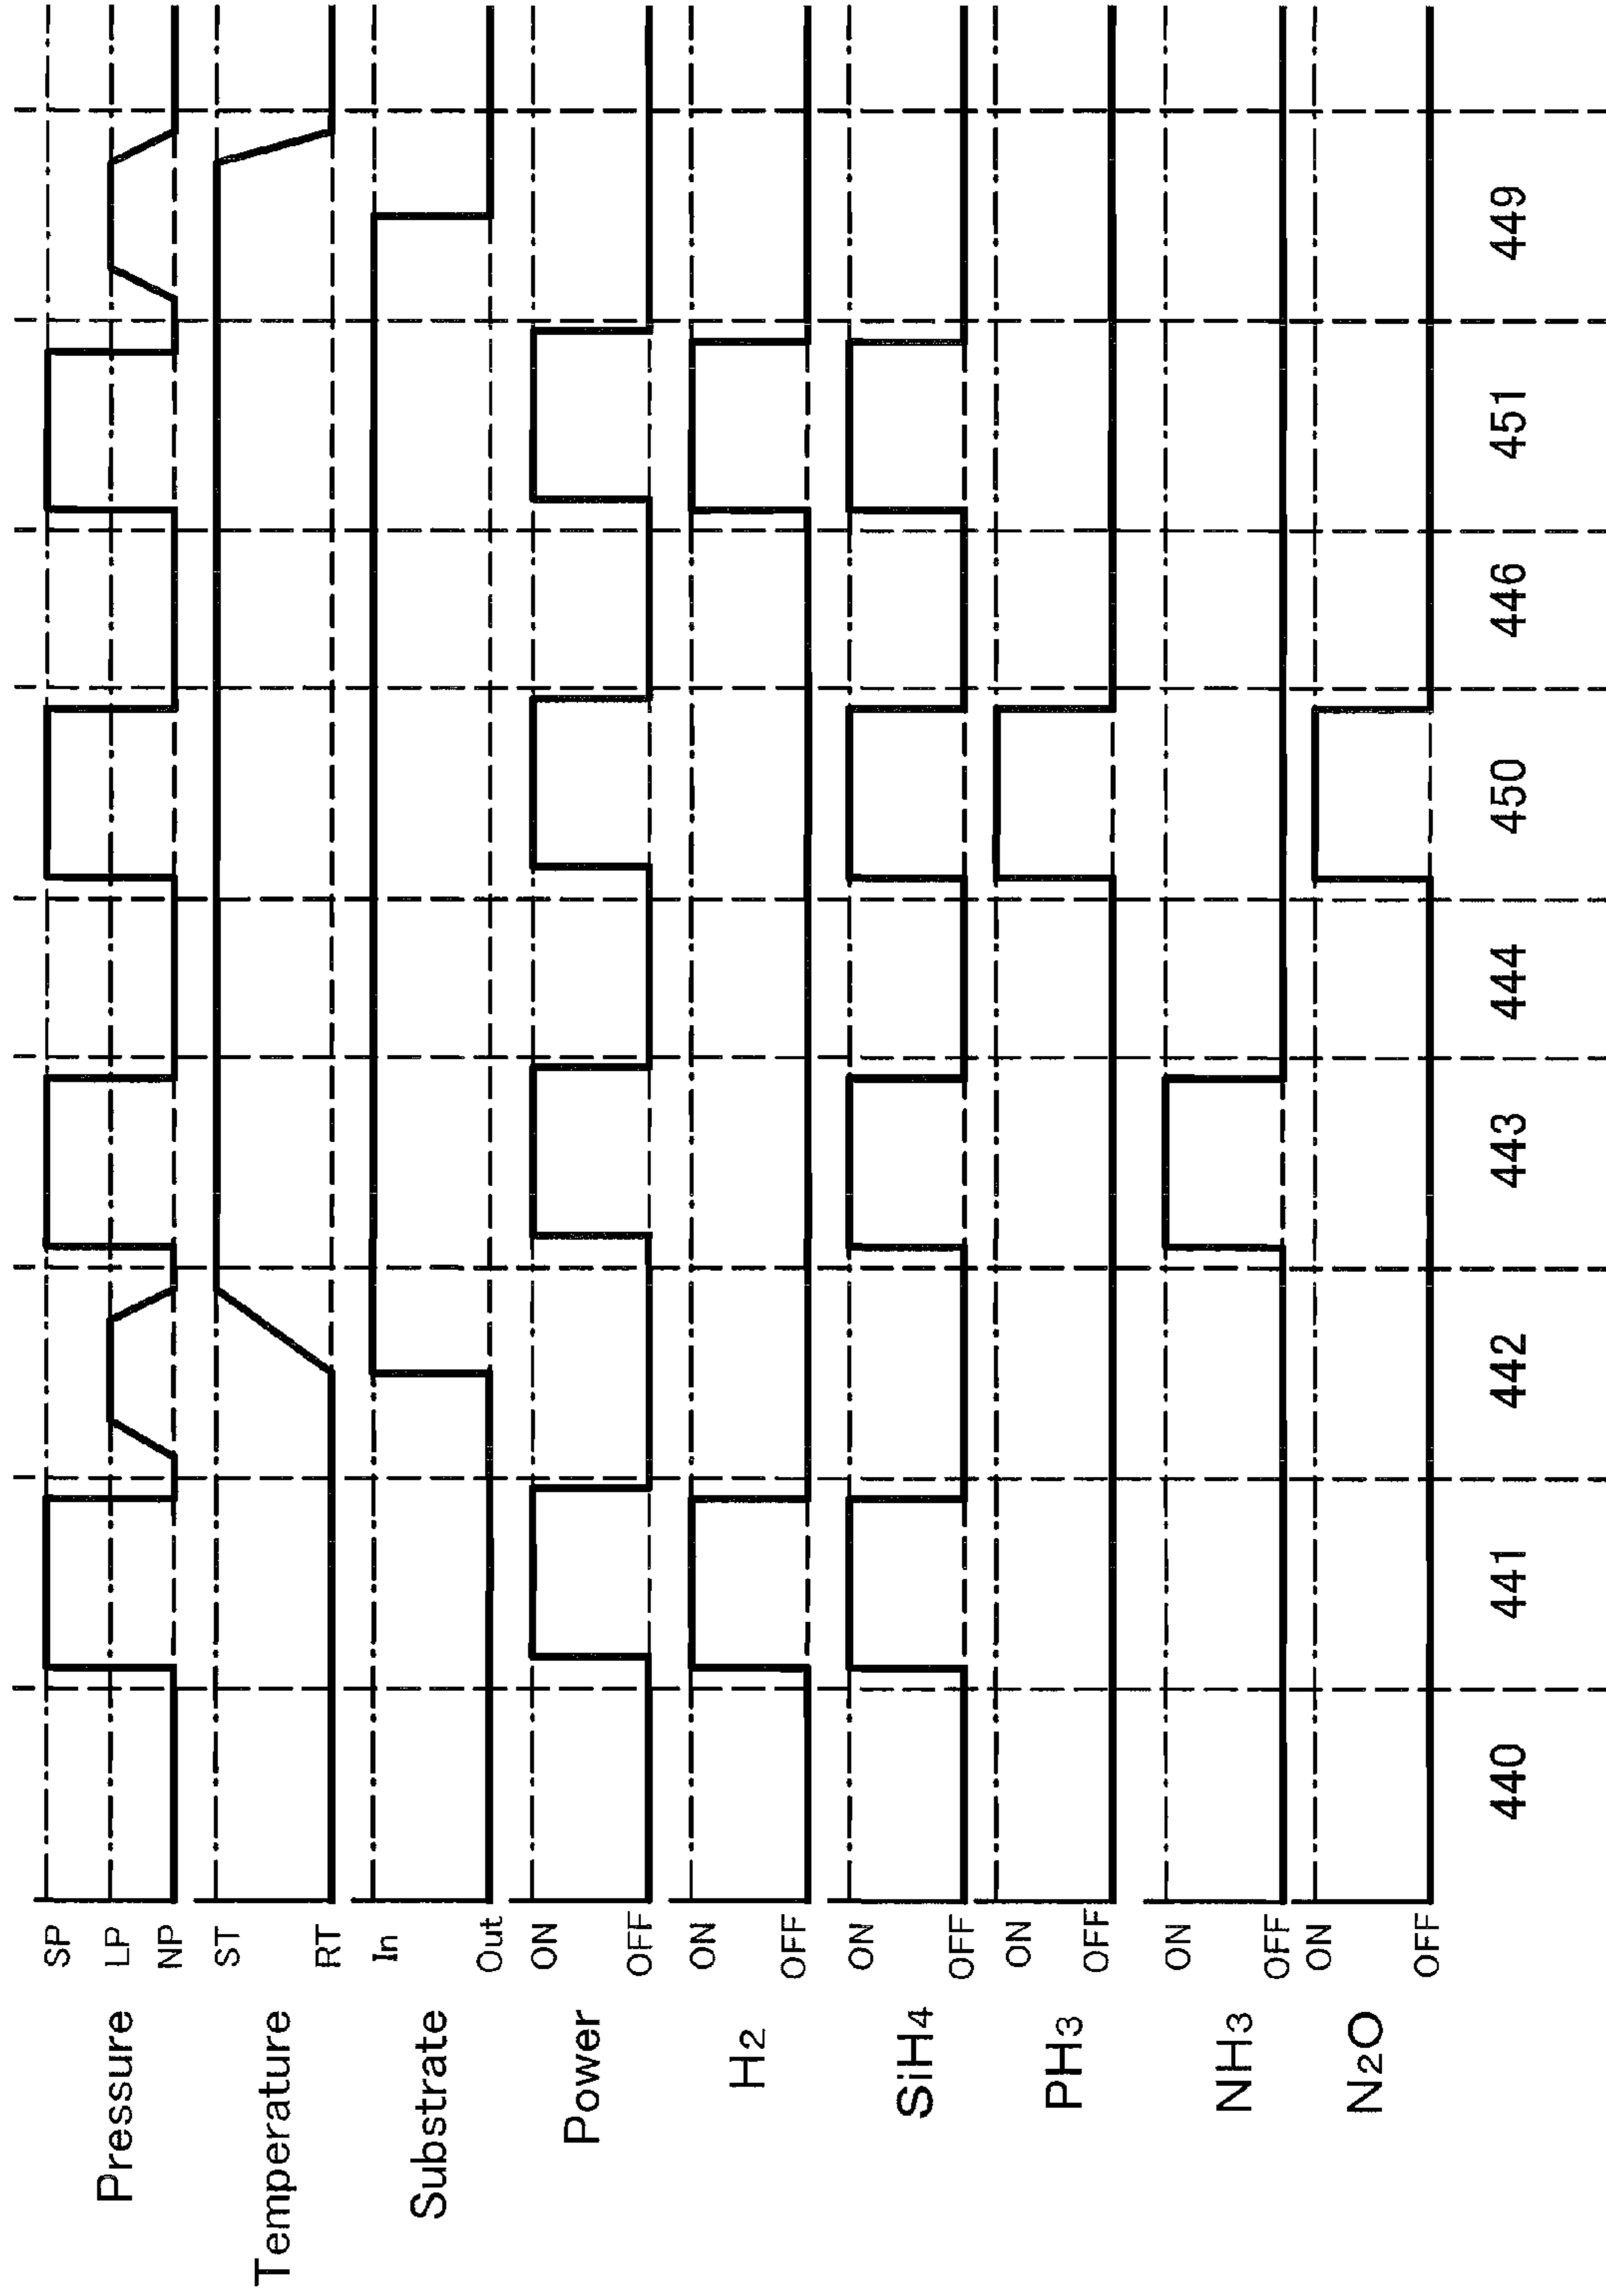 Pressure
SP
LP
NP
Temperature
ST
RT
Substrate
In
Out
Power
ON
OFF
H2
ON
OFF
SiH4
ON
OFF
PH3
ON
OFF
NH3
ON
OFF
N2O
ON
OFF
440 441 442 443 444 450 446 451 449